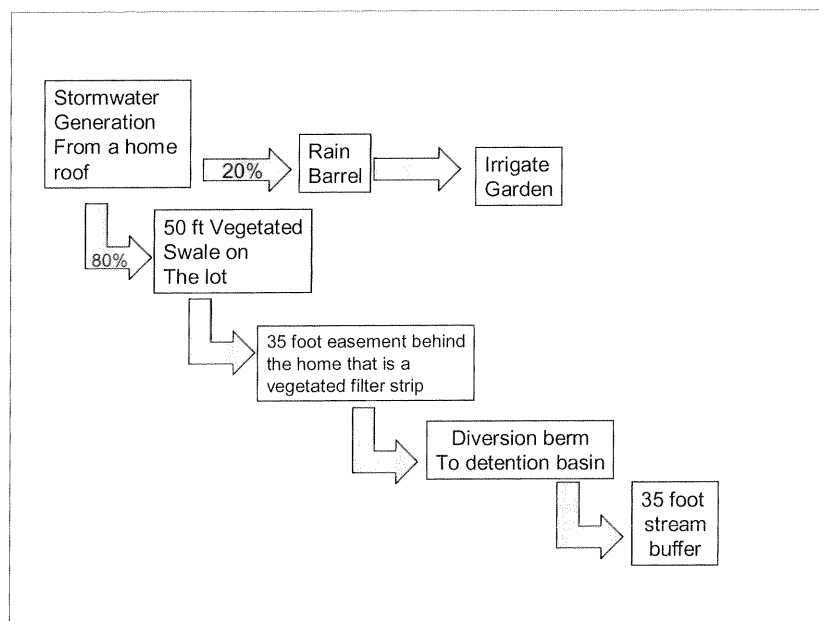 Stormwater
Generation
From a home
roof
20%
Rain
Barrel
Irrigate
Garden
80%
50 ft Vegetated
Swale on
The lot
35 foot easement behind
the home that is a
vegetated filter strip
Diversion berm
To detention basin
35 foot
stream
buffer